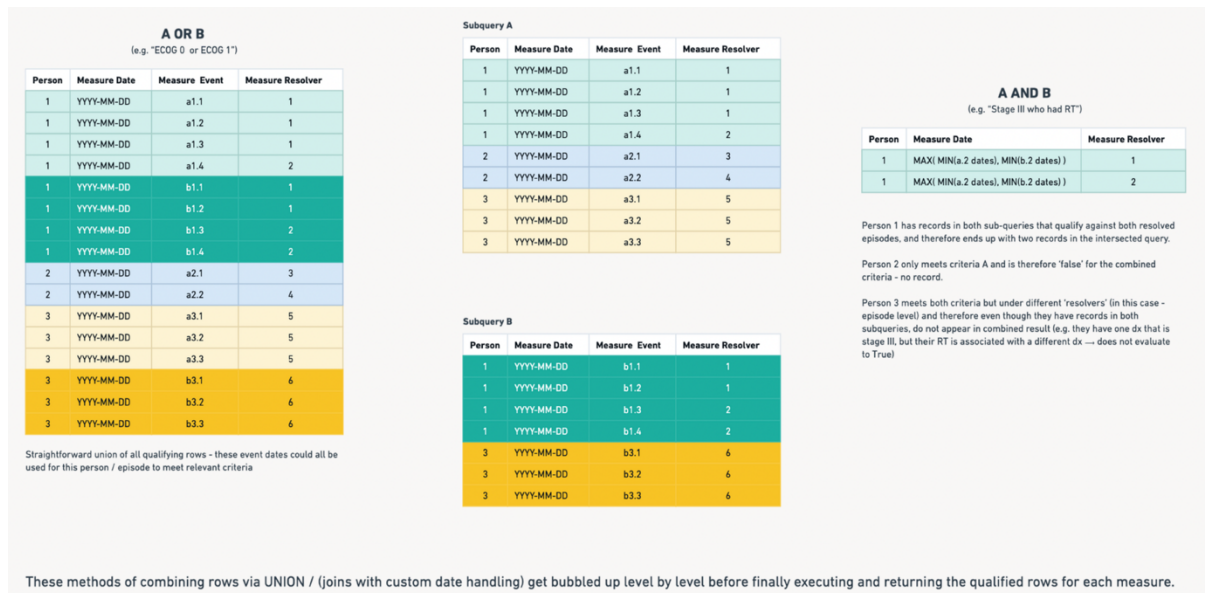 A OR B
(e.g. "ECOG 0 or ECOG 1")
Person Measure Date Measure Event Measure Resolver
1 YYYY-MM-DD a1.1 1
1 YYYY-MM-DD a1.2 1
1 YYYY-MM-DD a1.3 1
1 YYYY-MM-DD a1.4 2
1 YYYY-MM-DD b1.1 1
1 YYYY-MM-DD b1.2 1
1 YYYY-MM-DD b1.3 2
1 YYYY-MM-DD b1.4 2
2 YYYY-MM-DD a2.1 3
2 YYYY-MM-DD a2.2 4
3 YYYY-MM-DD a3.1 5
3 YYYY-MM-DD a3.2 5
3 YYYY-MM-DD a3.3 5
3 YYYY-MM-DD b3.1 6
3 YYYY-MM-DD b3.2 6
3 YYYY-MM-DD b3.3 6
Straightforward union of all qualifying rows - these event dates could all be
used for this person / episode to meet relevant criteria
Subquery A
Person Measure Date Measure Event Measure Resolver
1 YYYY-MM-DD a1.1 1
1 YYYY-MM-DD a1.2 1
1 YYYY-MM-DD a1.3 1
1 YYYY-MM-DD a1.4 2
2 YYYY-MM-DD a2.1 3
2 YYYY-MM-DD a2.2 4
3 YYYY-MM-DD a3.1 5
3 YYYY-MM-DD a3.2 5
3 YYYY-MM-DD a3.3 5
Subquery B
Person Measure Date Measure Event Measure Resolver
1 YYYY-MM-DD b1.1 1
1 YYYY-MM-DD b1.2 1
1 YYYY-MM-DD b1.3 2
1 YYYY-MM-DD b1.4 2
3 YYYY-MM-DD b3.1 6
3 YYYY-MM-DD b3.2 6
3 YYYY-MM-DD b3.3 6
A AND B
(e.g. "Stage III who had RT")
Person Measure Date Measure Resolver
1 MAX( MIN(a.2 dates), MIN(b.2 dates) ) 1
1 MAX( MIN(a.2 dates), MIN(b.2 dates) ) 2
Person 1 has records in both sub-queries that qualify against both resolved
episodes, and therefore ends up with two records in the intersected query.
Person 2 only meets criteria A and is therefore 'false' for the combined
criteria - no record.
Person 3 meets both criteria but under different 'resolvers' (in this case -
episode level) and therefore even though they have records in both
subqueries, do not appear in combined result (e.g. they have one dx that is
stage III, but their RT is associated with a different dx → does not evaluate
to True)
These methods of combining rows via UNION / (joins with custom date handling) get bubbled up level by level before finally executing and returning the qualified rows for each measure.